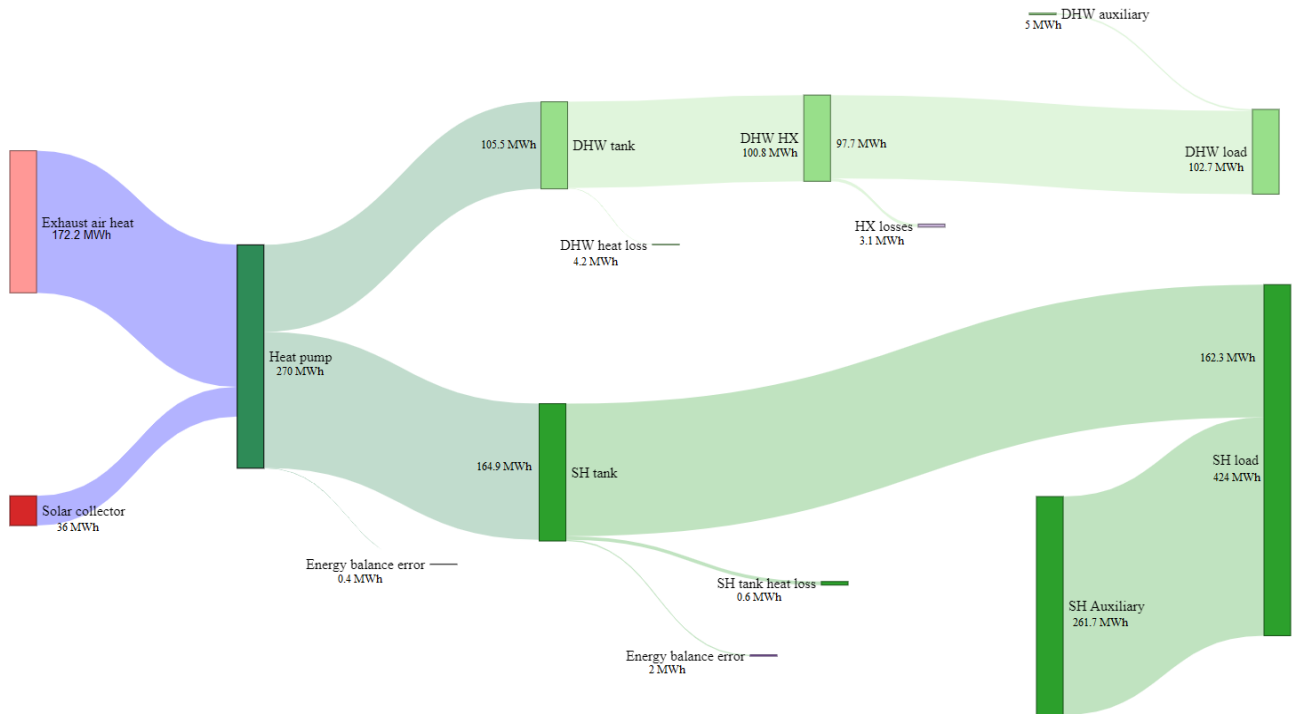 DHW auxiliary
5 MWh
105.5 MWh
DHW tank
DHW HX
100.8 MWh
97.7 MWh
DHW load
102.7 MWh
Exhaust air heat
172.2 MWh
HX losses
3.1 MWh
DHW heat loss
4.2 MWh
Heat pump
270 MWh
162.3 MWh
164.9 MWh
SH tank
SH load
424 MWh
Solar collector
36 MWh
Energy balance error
0.4 MWh
SH tank heat loss
0.6 MWh
SH Auxiliary
261.7 MWh
Energy balance error
2 MWh